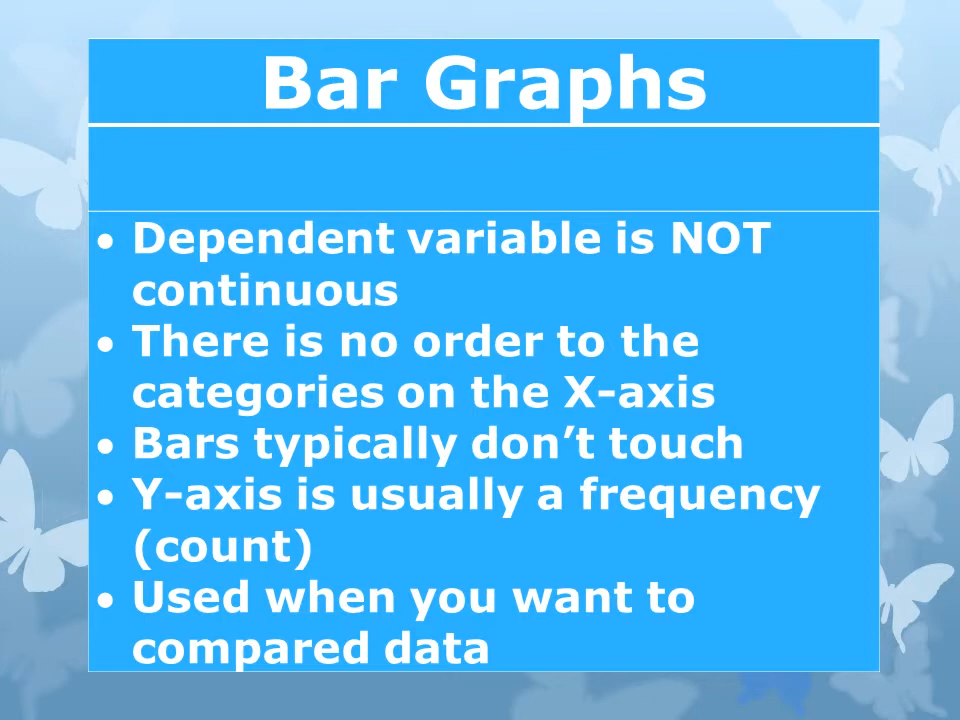 Bar Graphs
• Dependent variable is NOT
continuous
• There is no order to the
categories on the X-axis
• Bars typically don’t touch
• Y-axis is usually a frequency
(count)
• Used when you want to
compared data